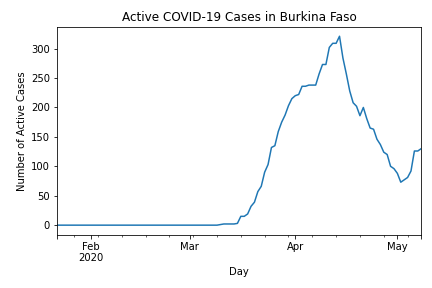 Active COVID-19 Cases in Burkina Faso
Number of Active Cases
300
250
200
150
100
50
0
Feb
2020
Mar
Apr
May
Day